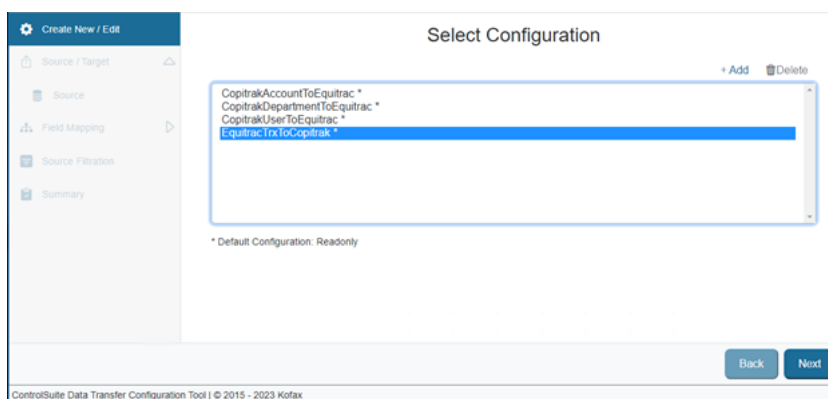 Create New / Edit
Select Configuration
Source / Target
+ Add Delete
Source
CopitrakAccountToEquitrac *
CopitrakDepartmentToEquitrac *
CopitrakUserToEquitrac *
EquitracTrxToCopitrak *
Field Mapping
Source Filtration
Summary
* Default Configuration: Readonly
Back Next
ControlSuite Data Transfer Configuration Tool | © 2015 - 2023 Kofax